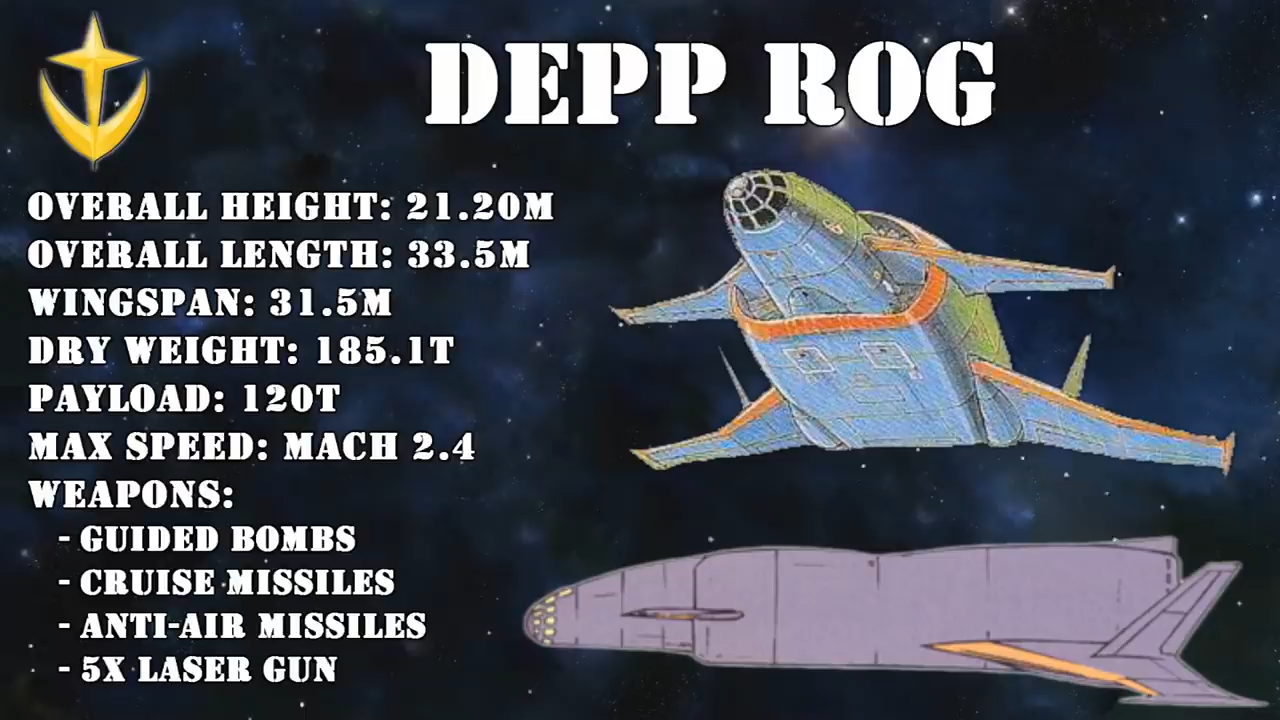 DEPP ROG
OVERALL HEIGHT: 21.20M
OVERALL LENGTH: 33.5M
WINGSPAN: 31.5M
DRY WEIGHT: 185.1T
PAYLOAD: 120T
MAX SPEED: MACH 2.4
WEAPONS:
- GUIDED BOMBS
- CRUISE MISSILES
- ANTI-AIR MISSILES
- 5X LASER GUN